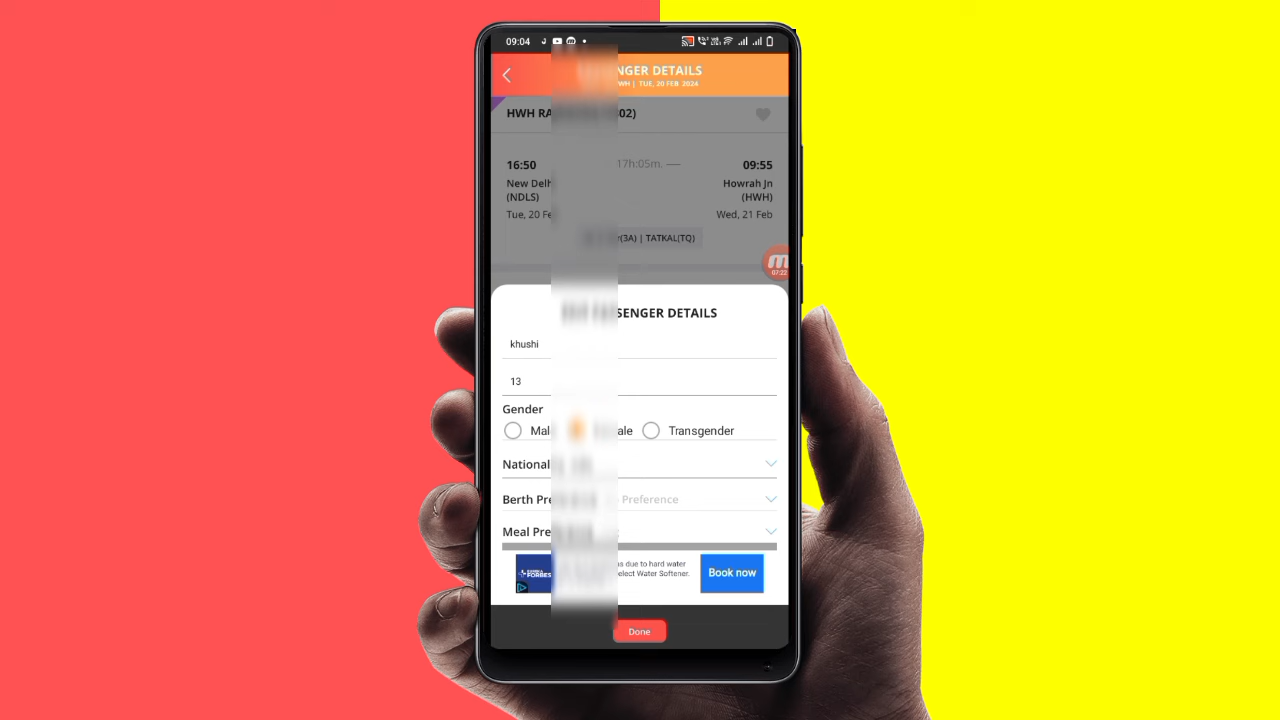 09:04
NGER DETAILS
WH | TUE, 20 FEB 2024
HWH RA 02)
16:50 17h:05m. 09:55
New Delh Howrah Jn
(NDLS) (HWH)
Tue, 20 Fe Wed, 21 Feb
(3A) | TATKAL(TQ)
07:22
SENGER DETAILS
khushi
13
Gender
Mal ale Transgender
National
Berth Pre Preference
Meal Pre
FORBES s due to hard water
elect Water Softener.
Book now
Done